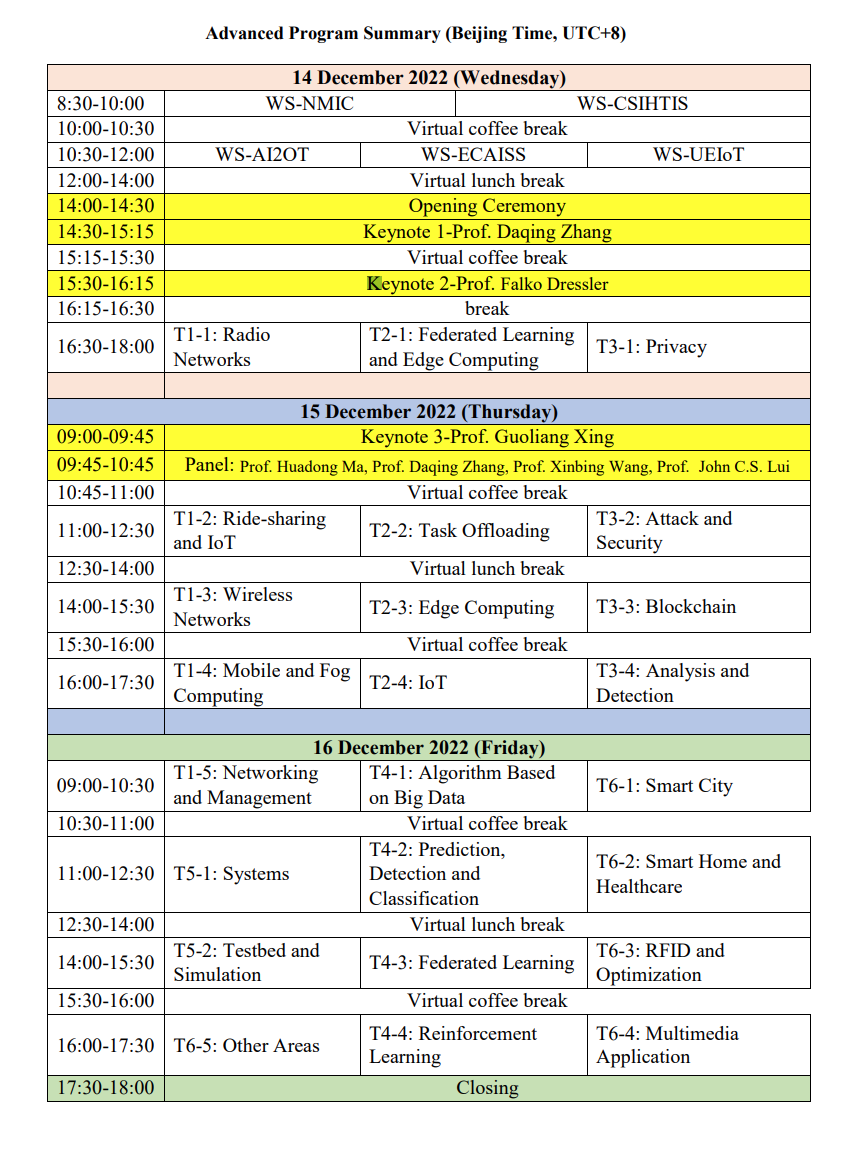 Advanced Program Summary (Beijing Time, UTC+8)
14 December 2022 (Wednesday)
8:30-10:00 WS-NMIC WS-CSIHTIS
10:00-10:30 Virtual coffee break
10:30-12:00 WS-AI2OT WS-ECAISS WS-UEIoT
12:00-14:00 Virtual lunch break
14:00-14:30 Opening Ceremony
14:30-15:15 Keynote 1-Prof. Daqing Zhang
15:15-15:30 Virtual coffee break
15:30-16:15 Keynote 2-Prof. Falko Dressler
16:15-16:30 break
16:30-18:00
T1-1: Radio
Networks
T2-1: Federated Learning
and Edge Computing
T3-1: Privacy
15 December 2022 (Thursday)
09:00-09:45 Keynote 3-Prof. Guoliang Xing
09:45-10:45 Panel: Prof. Huadong Ma, Prof. Daqing Zhang, Prof. Xinbing Wang, Prof. John C.S. Lui
10:45-11:00 Virtual coffee break
11:00-12:30
T1-2: Ride-sharing
and IoT
T2-2: Task Offloading
T3-2: Attack and
Security
12:30-14:00 Virtual lunch break
14:00-15:30
T1-3: Wireless
Networks
T2-3: Edge Computing
T3-3: Blockchain
15:30-16:00 Virtual coffee break
16:00-17:30
T1-4: Mobile and Fog
Computing
T2-4: IoT
T3-4: Analysis and
Detection
16 December 2022 (Friday)
09:00-10:30
T1-5: Networking
and Management
T4-1: Algorithm Based
on Big Data
T6-1: Smart City
10:30-11:00 Virtual coffee break
11:00-12:30
T5-1: Systems
T4-2: Prediction,
Detection and
Classification
T6-2: Smart Home and
Healthcare
12:30-14:00 Virtual lunch break
14:00-15:30
T5-2: Testbed and
Simulation
T4-3: Federated Learning
T6-3: RFID and
Optimization
15:30-16:00 Virtual coffee break
16:00-17:30
T6-5: Other Areas
T4-4: Reinforcement
Learning
T6-4: Multimedia
Application
17:30-18:00 Closing